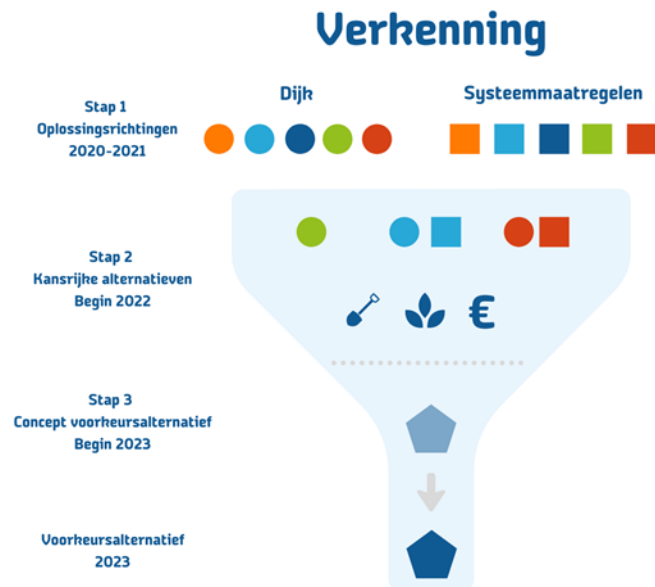 Verkenning
Dijk
Systeemmaatregelen
Stap 1
Oplossingsrichtingen
2020-2021
Stap 2
Kansrijke alternatieven
Begin 2022
€
Stap 3
Concept voorkeursalternatief
Begin 2023
Voorkeursalternatief
2023